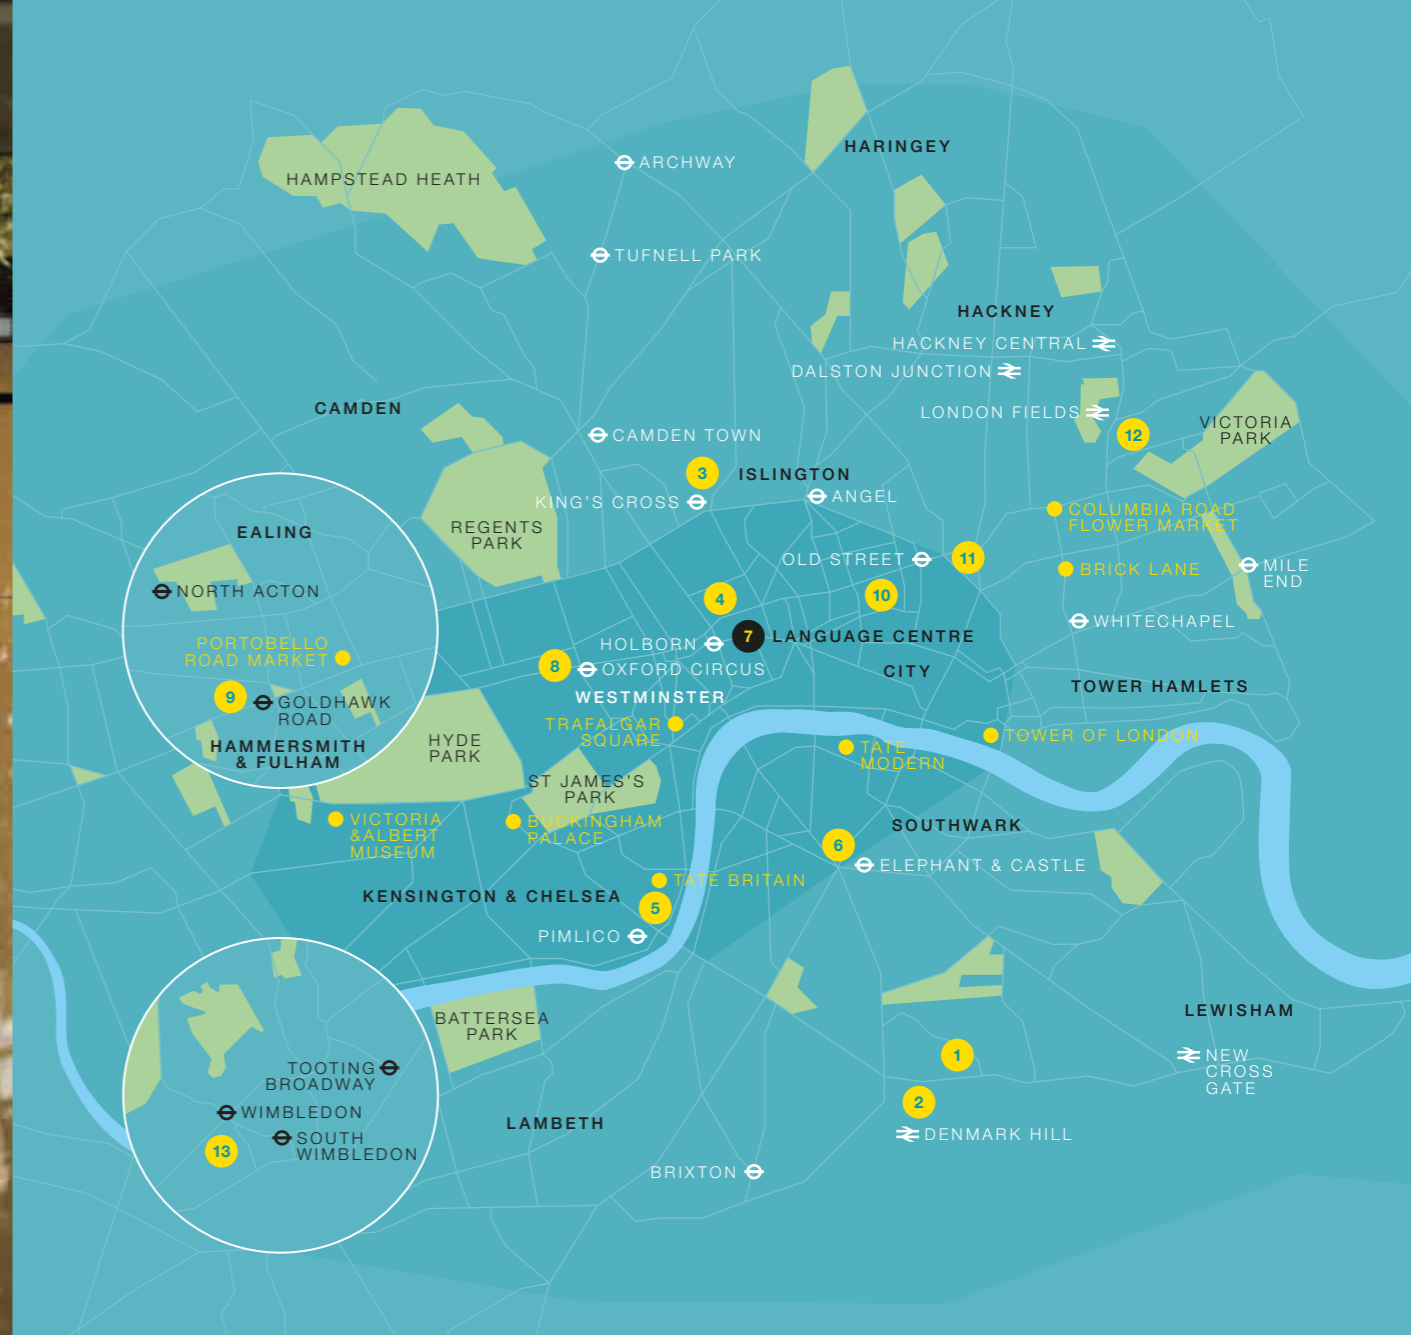 HARINGEY
ARCHWAY
HAMPSTEAD HEATH
TUFNELL PARK
HACKNEY
HACKNEY CENTRAL
DALSTON JUNCTION
CAMDEN
LONDON FIELDS
VICTORIA
PARK
12
CAMDEN TOWN
3
ISLINGTON
KING'S CROSS
ANGEL
COLUMBIA ROAD
FLOWER MARKET
REGENTS
PARK
EALING
OLD STREET
11
BRICK LANE
MILE
END
NORTH ACTON
4
10
WHITECHAPEL
7
LANGUAGE CENTRE
HOLBORN
PORTOBELLO
ROAD MARKET
8
OXFORD CIRCUS
CITY
TOWER HAMLETS
9
GOLDHAWK
ROAD
WESTMINSTER
TRAFALGAR
SQUARE
TOWER OF LONDON
HAMMERSMITH
& FULHAM
HYDE
PARK
TATE
MODERN
ST JAMES'S
PARK
VICTORIA
&ALBERT
MUSEUM
BUCKINGHAM
PALACE
SOUTHWARK
6
ELEPHANT & CASTLE
TATE BRITAIN
KENSINGTON & CHELSEA
5
PIMLICO
LEWISHAM
BATTERSEA
PARK
1
NEW
CROSS
GATE
TOOTING
BROADWAY
2
WIMBLEDON
LAMBETH
DENMARK HILL
SOUTH
WIMBLEDON
13
BRIXTON